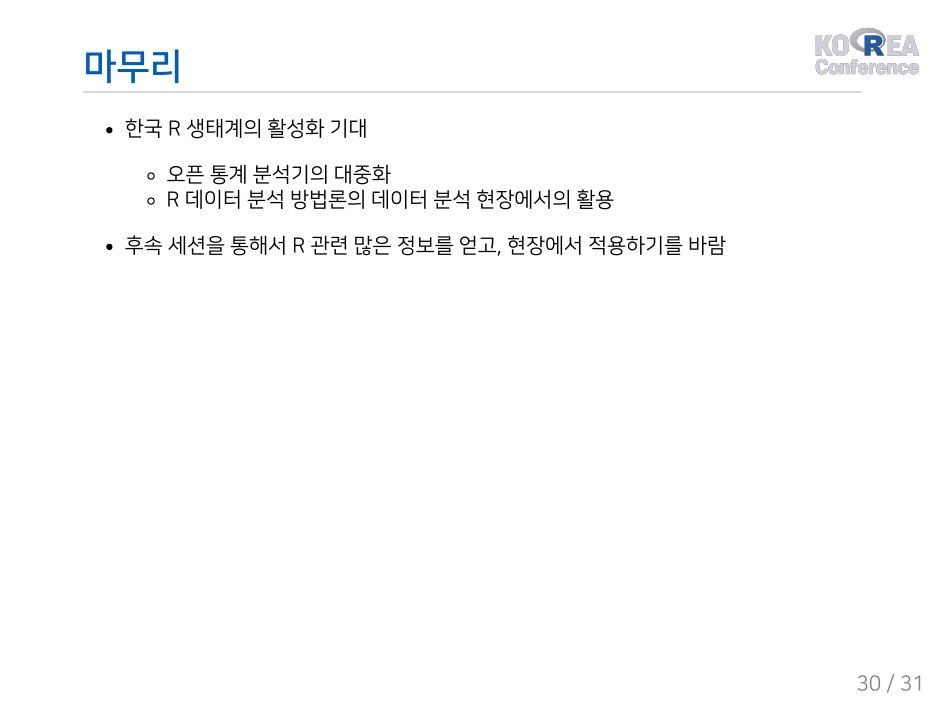 마무리
KOREA
Conference
• 한국 R 생태계의 활성화 기대
◦ 오픈 통계 분석기의 대중화
◦ R 데이터 분석 방법론의 데이터 분석 현장에서의 활용
• 후속 세션을 통해서 R 관련 많은 정보를 얻고, 현장에서 적용하기를 바람
30 / 31